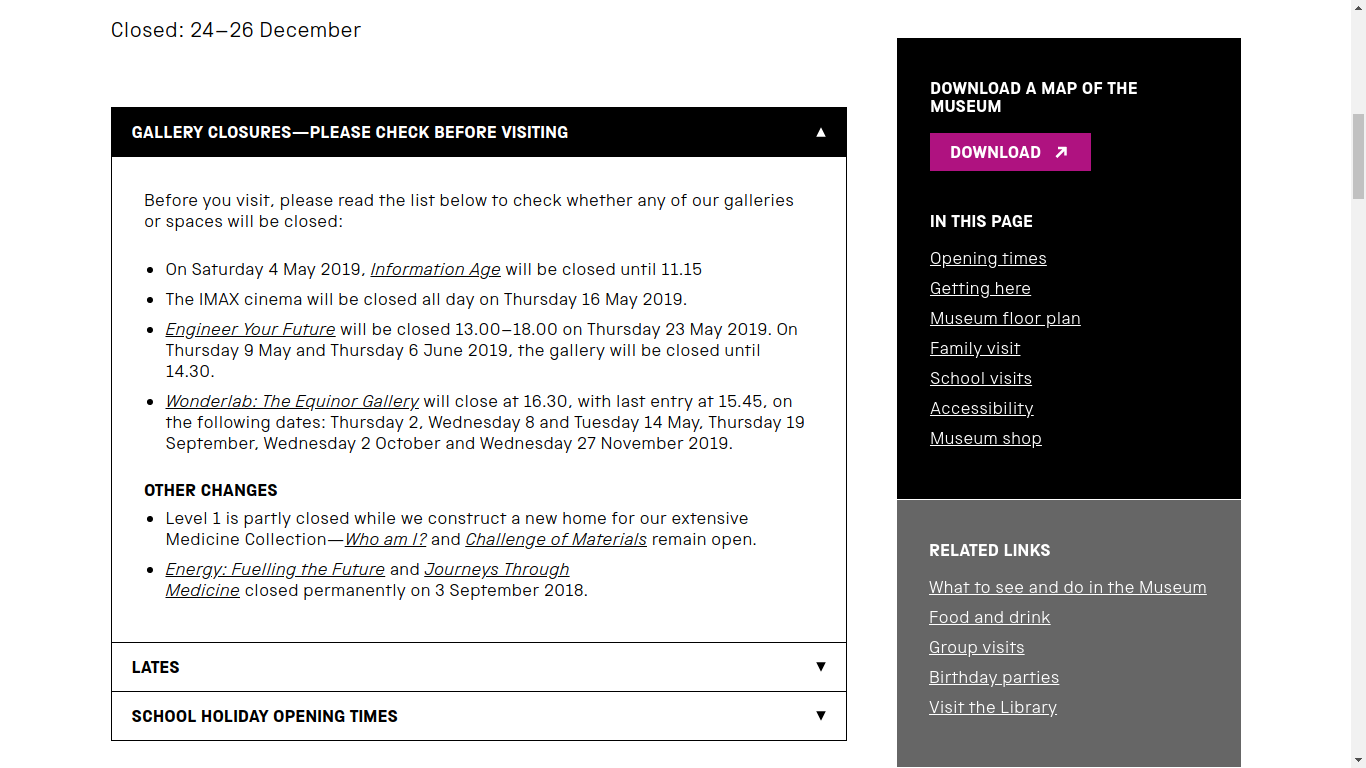 Closed: 24–26 December
GALLERY CLOSURES—PLEASE CHECK BEFORE VISITING ▲
Before you visit, please read the list below to check whether any of our galleries
or spaces will be closed:
• On Saturday 4 May 2019, Information Age will be closed until 11.15
• The IMAX cinema will be closed all day on Thursday 16 May 2019.
• Engineer Your Future will be closed 13.00–18.00 on Thursday 23 May 2019. On
Thursday 9 May and Thursday 6 June 2019, the gallery will be closed until
14.30.
• Wonderlab: The Equinor Gallery will close at 16.30, with last entry at 15.45, on
the following dates: Thursday 2, Wednesday 8 and Tuesday 14 May, Thursday 19
September, Wednesday 2 October and Wednesday 27 November 2019.
OTHER CHANGES
• Level 1 is partly closed while we construct a new home for our extensive
Medicine Collection—Who am I? and Challenge of Materials remain open.
• Energy: Fuelling the Future and Journeys Through
Medicine closed permanently on 3 September 2018.
LATES ▼
SCHOOL HOLIDAY OPENING TIMES ▼
DOWNLOAD A MAP OF THE
MUSEUM
DOWNLOAD
IN THIS PAGE
Opening times
Getting here
Museum floor plan
Family visit
School visits
Accessibility
Museum shop
RELATED LINKS
What to see and do in the Museum
Food and drink
Group visits
Birthday parties
Visit the Library